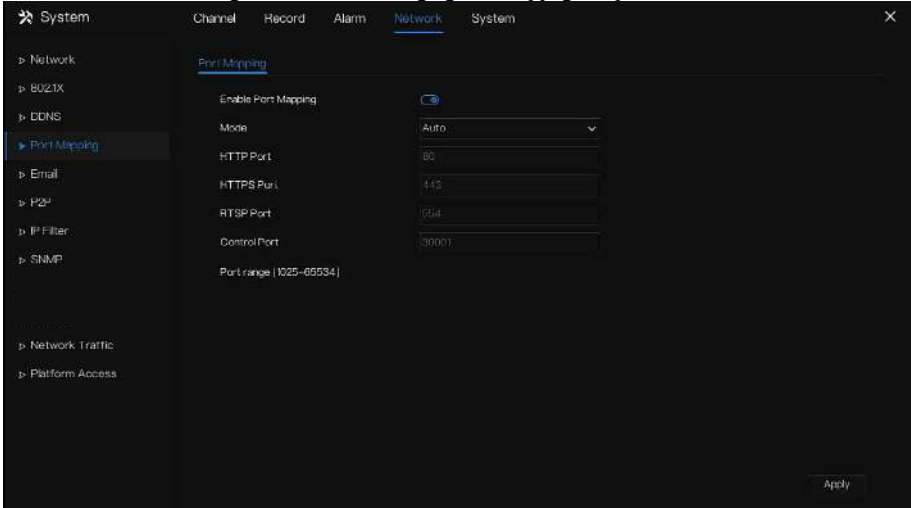 System
Channel Record Alarm Network System
Network
802.1X
DDNS
Port Mapping
Email
P2P
IP Filter
SNMP
Network Traffic
Platform Access
Port Mapping
Enable Port Mapping
Mode Auto
HTTP Port 80
HTTPS Port 443
RTSP Port 554
Control Port 30001
Port range [1025-65534]
Apply